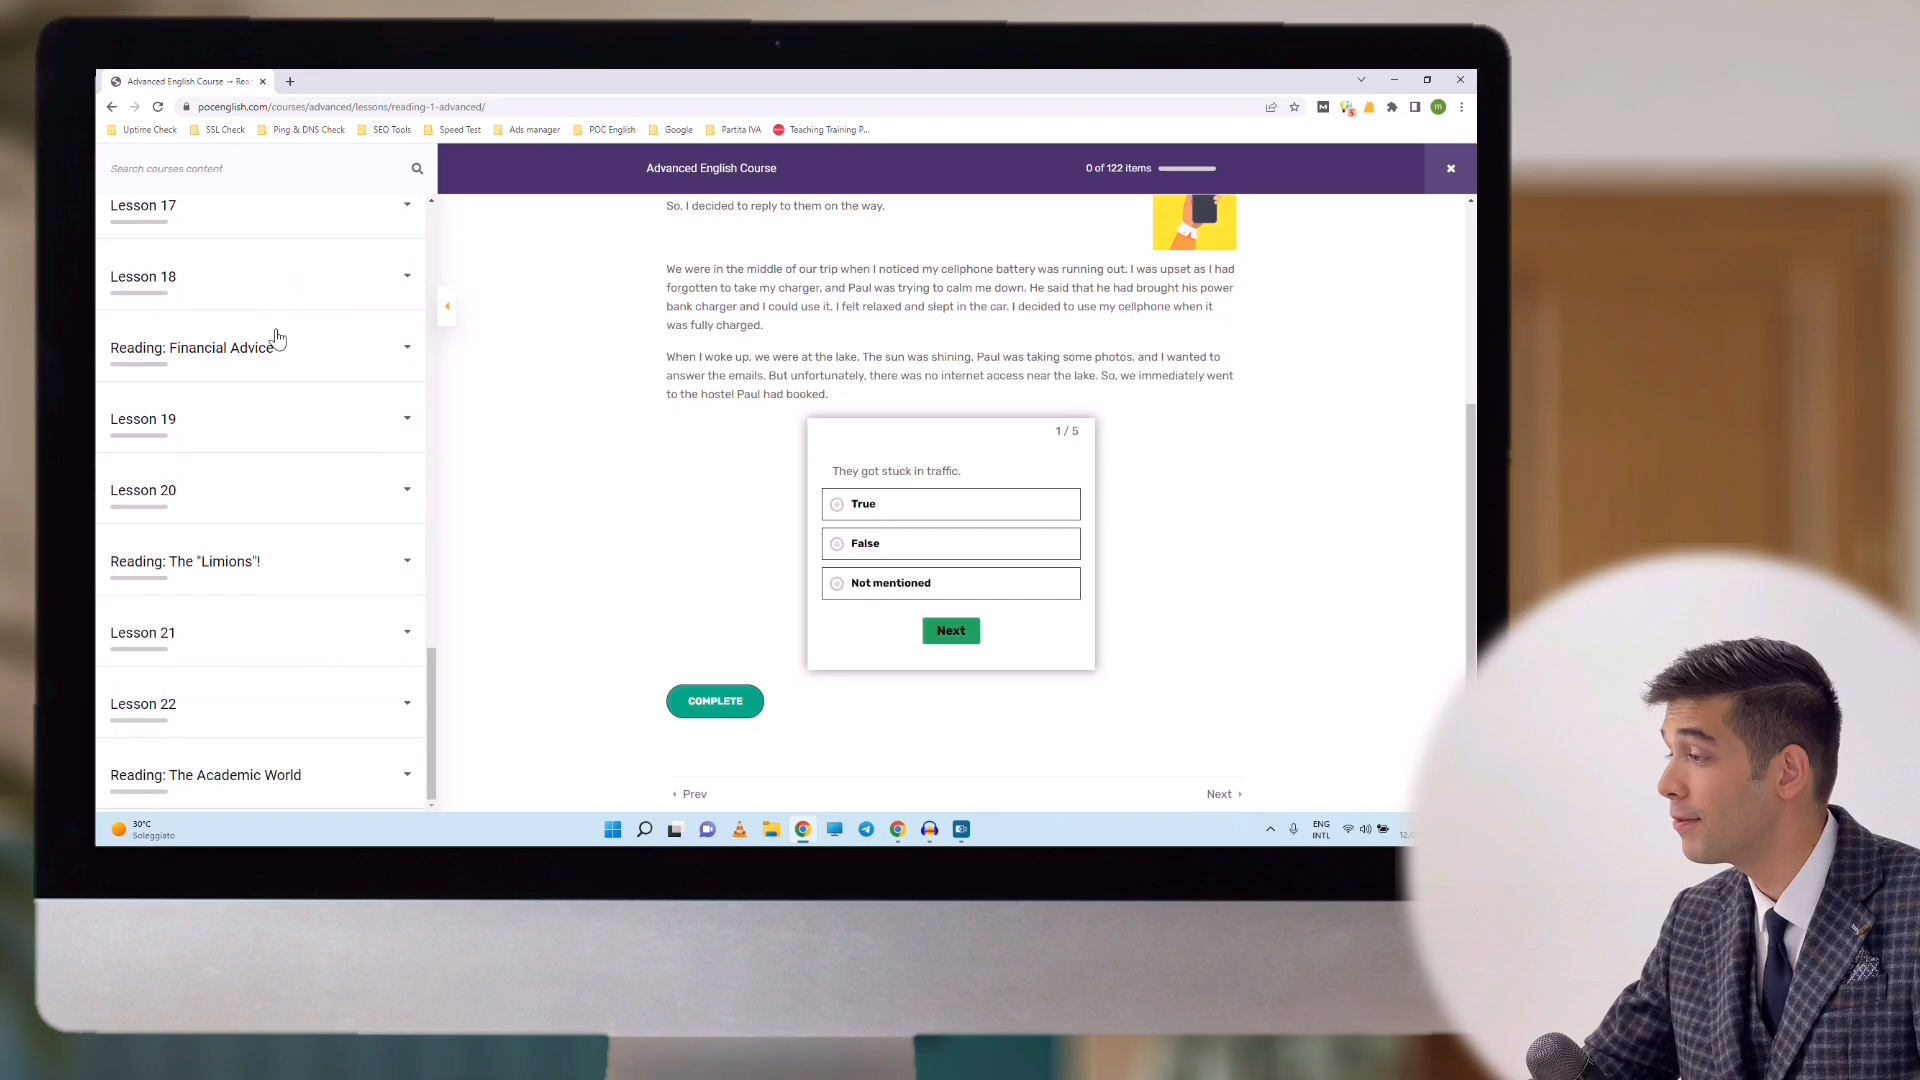 Advanced English Course – Rea
pocenglish.com/courses/advanced/lessons/reading-1-advanced/
M
5
m
Uptime Check
SSL Check
Ping & DNS Check
SEO Tools
Speed Test
Ads manager
POC English
Google
Partita IVA
Teaching Training P...
Search courses content
Advanced English Course
0 of 122 items
Lesson 17
Lesson 18
Reading: Financial Advice
Lesson 19
Lesson 20
Reading: The "Limions"!
Lesson 21
Lesson 22
Reading: The Academic World
So, I decided to reply to them on the way.
We were in the middle of our trip when I noticed my cellphone battery was running out. I was upset as I had
forgotten to take my charger, and Paul was trying to calm me down. He said that he had brought his power
bank charger and I could use it. I felt relaxed and slept in the car. I decided to use my cellphone when it
was fully charged.
When I woke up, we were at the lake. The sun was shining. Paul was taking some photos, and I wanted to
answer the emails. But unfortunately, there was no internet access near the lake. So, we immediately went
to the hostel Paul had booked.
1 / 5
They got stuck in traffic.
True
False
Not mentioned
Next
COMPLETE
Prev
Next
30°C
Soleggiato
ENG
INTL
12/